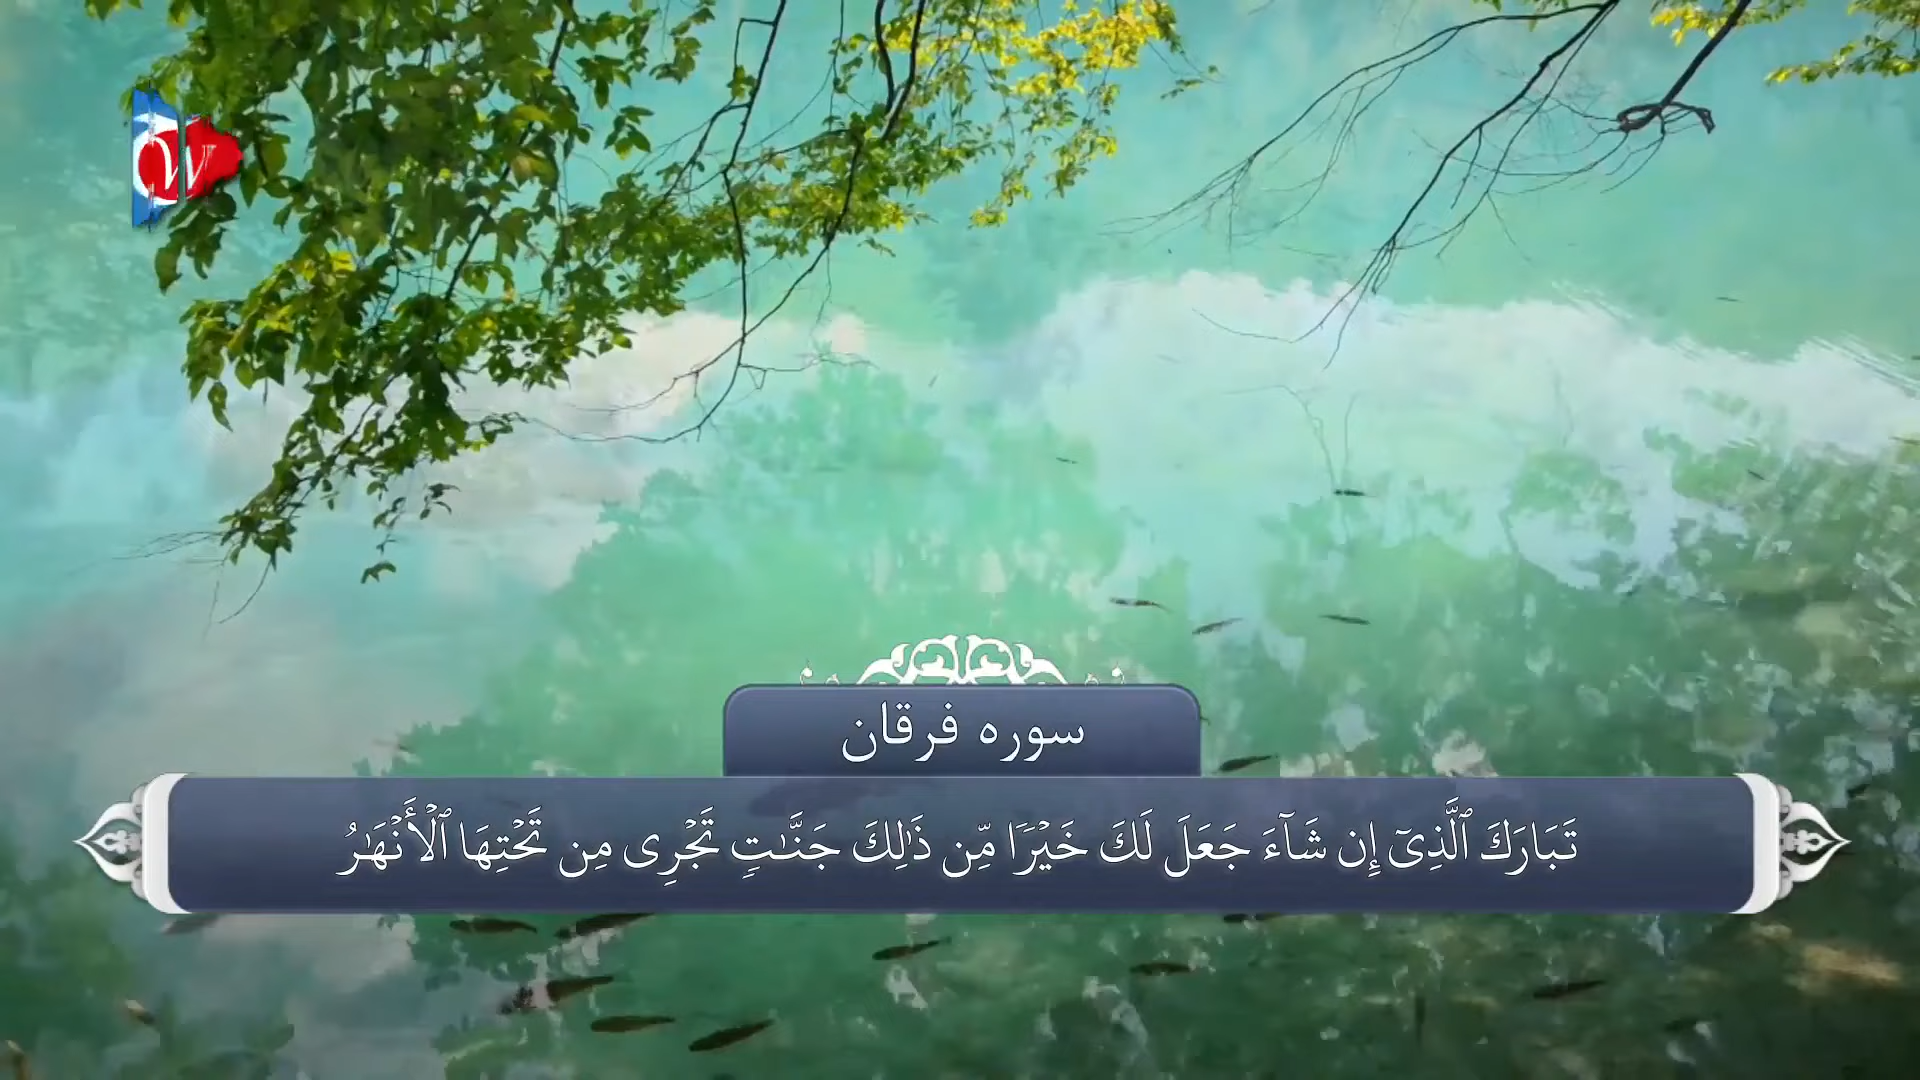 W
سوره فرقان
تَبَارَكَ ٱلَّذِىٓ إِن شَآءَ جَعَلَ لَكَ خَيْرًا مِّن ذَٰلِكَ جَنَّـٰتٍ تَجْرِى مِن تَحْتِهَا ٱلْأَنْهَـٰرُ